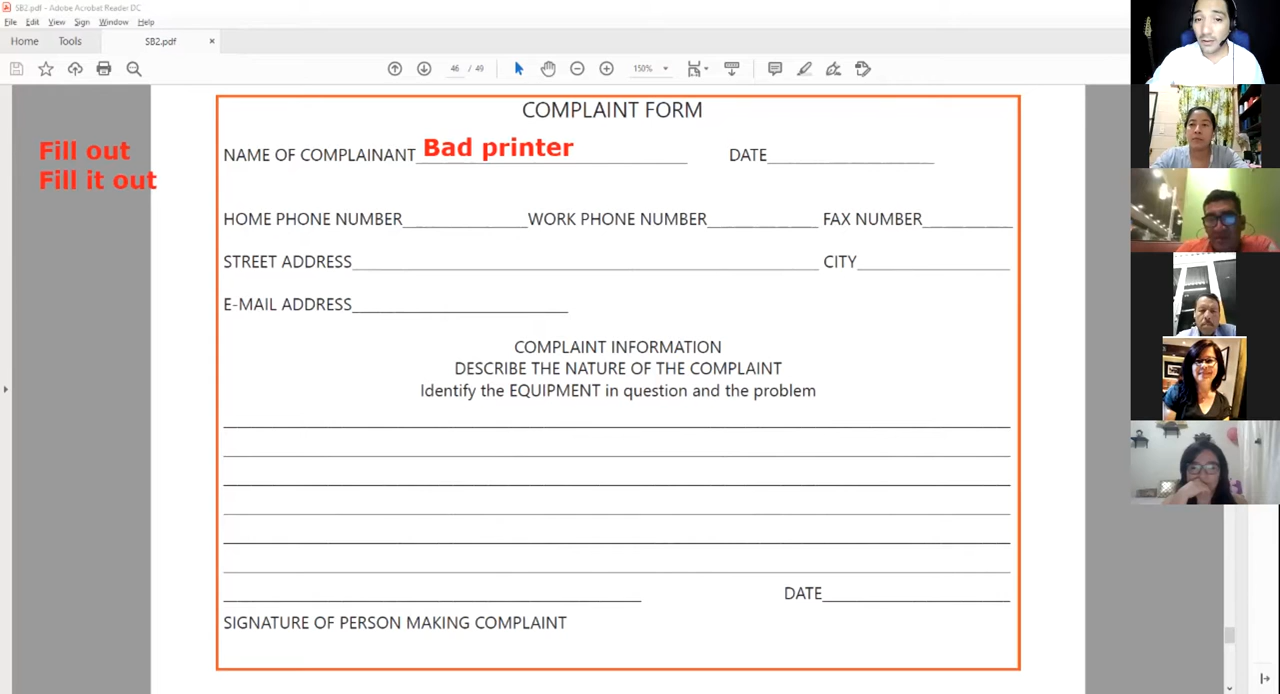 SB2.pdf - Adobe Acrobat Reader DC
File Edit View Sign Window Help
Home Tools SB2.pdf ×
46 / 49 150%
Fill out
Fill it out
COMPLAINT FORM
NAME OF COMPLAINANT Bad printer DATE
HOME PHONE NUMBER WORK PHONE NUMBER FAX NUMBER
STREET ADDRESS CITY
E-MAIL ADDRESS
COMPLAINT INFORMATION
DESCRIBE THE NATURE OF THE COMPLAINT
Identify the EQUIPMENT in question and the problem
DATE
SIGNATURE OF PERSON MAKING COMPLAINT